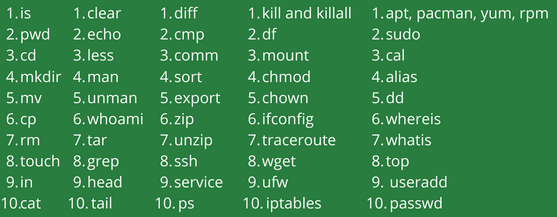 1. is
2. pwd
3. cd
4. mkdir
5. mv
6. cp
7. rm
8. touch
9. in
10. cat
1. clear
2. echo
3. less
4. man
5. unman
6. whoami
7. tar
8. grep
9. head
10. tail
1. diff
2. cmp
3. comm
4. sort
5. export
6. zip
7. unzip
8. ssh
9. service
10. ps
1. kill and killall
2. df
3. mount
4. chmod
5. chown
6. ifconfig
7. traceroute
8. wget
9. ufw
10. iptables
1. apt, pacman, yum, rpm
2. sudo
3. cal
4. alias
5. dd
6. whereis
7. whatis
8. top
9. useradd
10. passwd